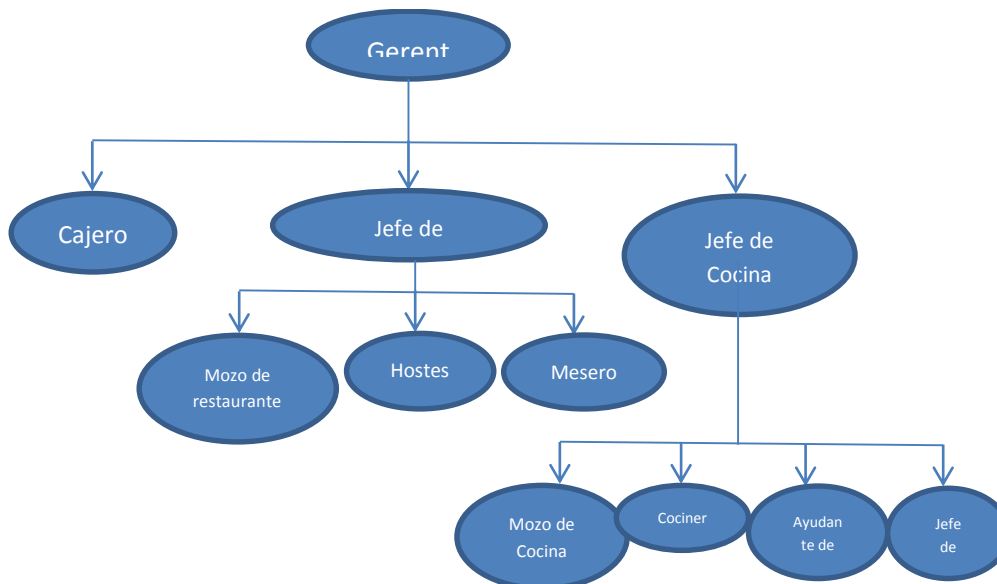 Gerent
Cajero
Jefe de
Jefe de
Cocina
Mozo de
restaurante
Hostes
Mesero
Mozo de
Cocina
Cociner
Ayudan
te de
Jefe
de